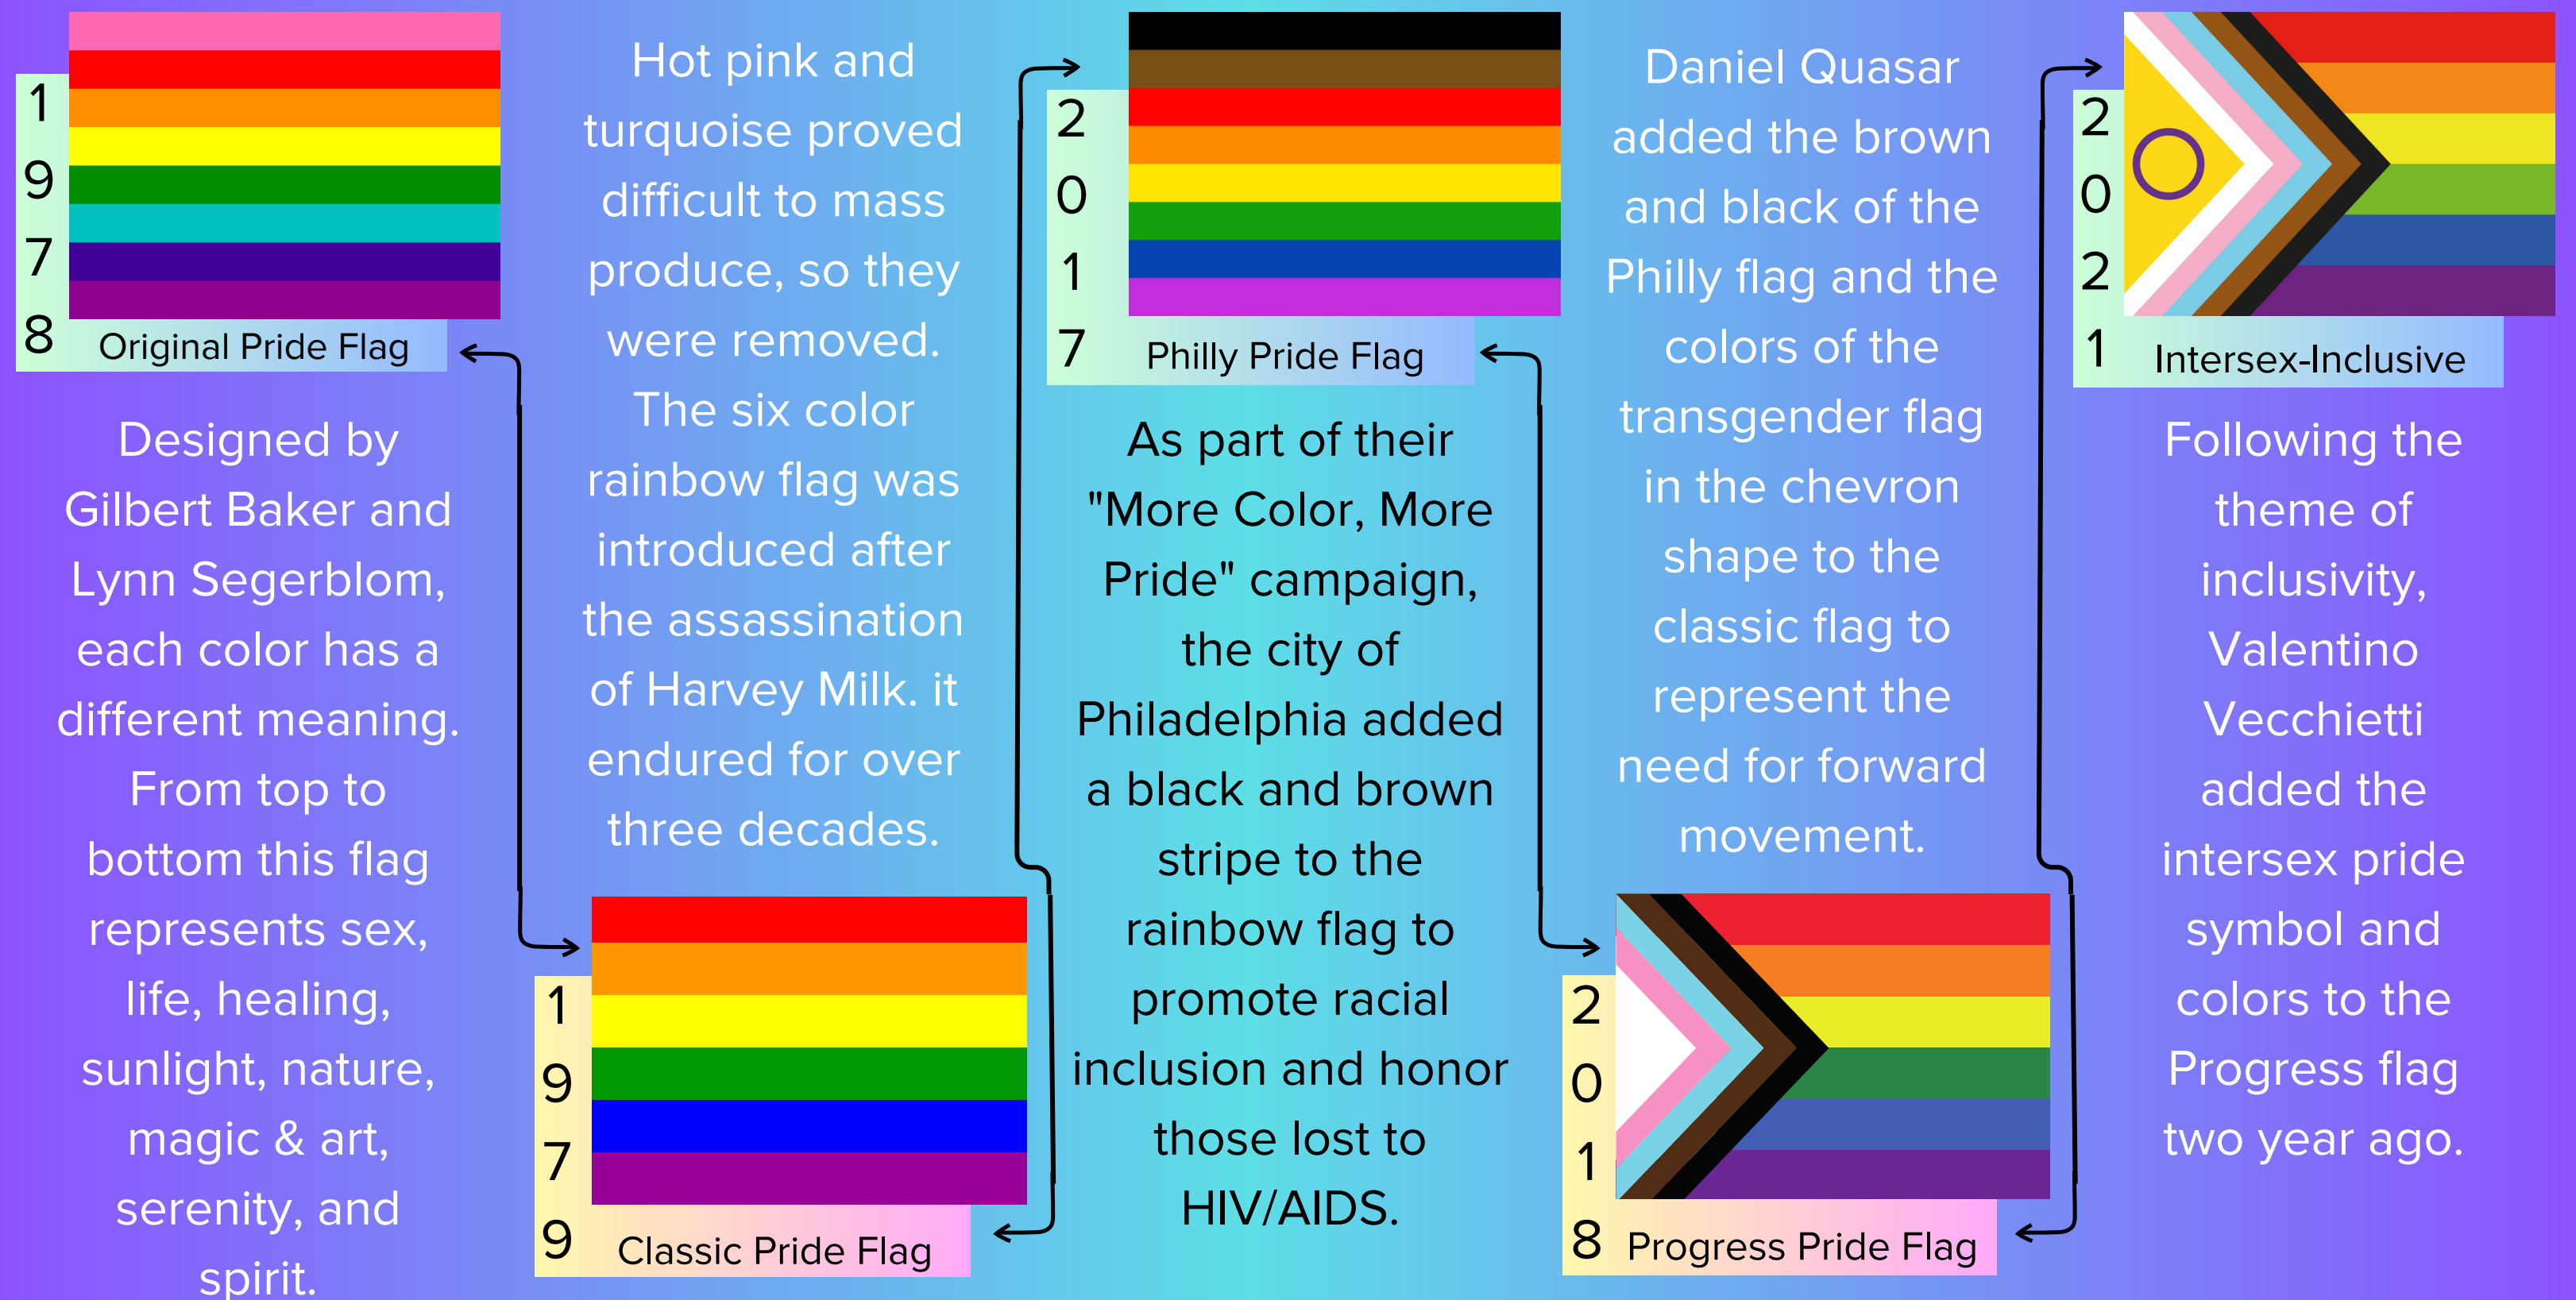 1
9
7
8
Original Pride Flag
Designed by
Gilbert Baker and
Lynn Segerblom,
each color has a
different meaning.
From top to
bottom this flag
represents sex,
life, healing,
sunlight, nature,
magic & art,
serenity, and
spirit.
Hot pink and
turquoise proved
difficult to mass
produce, so they
were removed.
The six color
rainbow flag was
introduced after
the assassination
of Harvey Milk. it
endured for over
three decades.
1
9
7
9
Classic Pride Flag
2
0
1
7
Philly Pride Flag
As part of their
"More Color, More
Pride" campaign,
the city of
Philadelphia added
a black and brown
stripe to the
rainbow flag to
promote racial
inclusion and honor
those lost to
HIV/AIDS.
Daniel Quasar
added the brown
and black of the
Philly flag and the
colors of the
transgender flag
in the chevron
shape to the
classic flag to
represent the
need for forward
movement.
2
0
1
8
Progress Pride Flag
2
0
2
1
Intersex-Inclusive
Following the
theme of
inclusivity,
Valentino
Vecchietti
added the
intersex pride
symbol and
colors to the
Progress flag
two year ago.